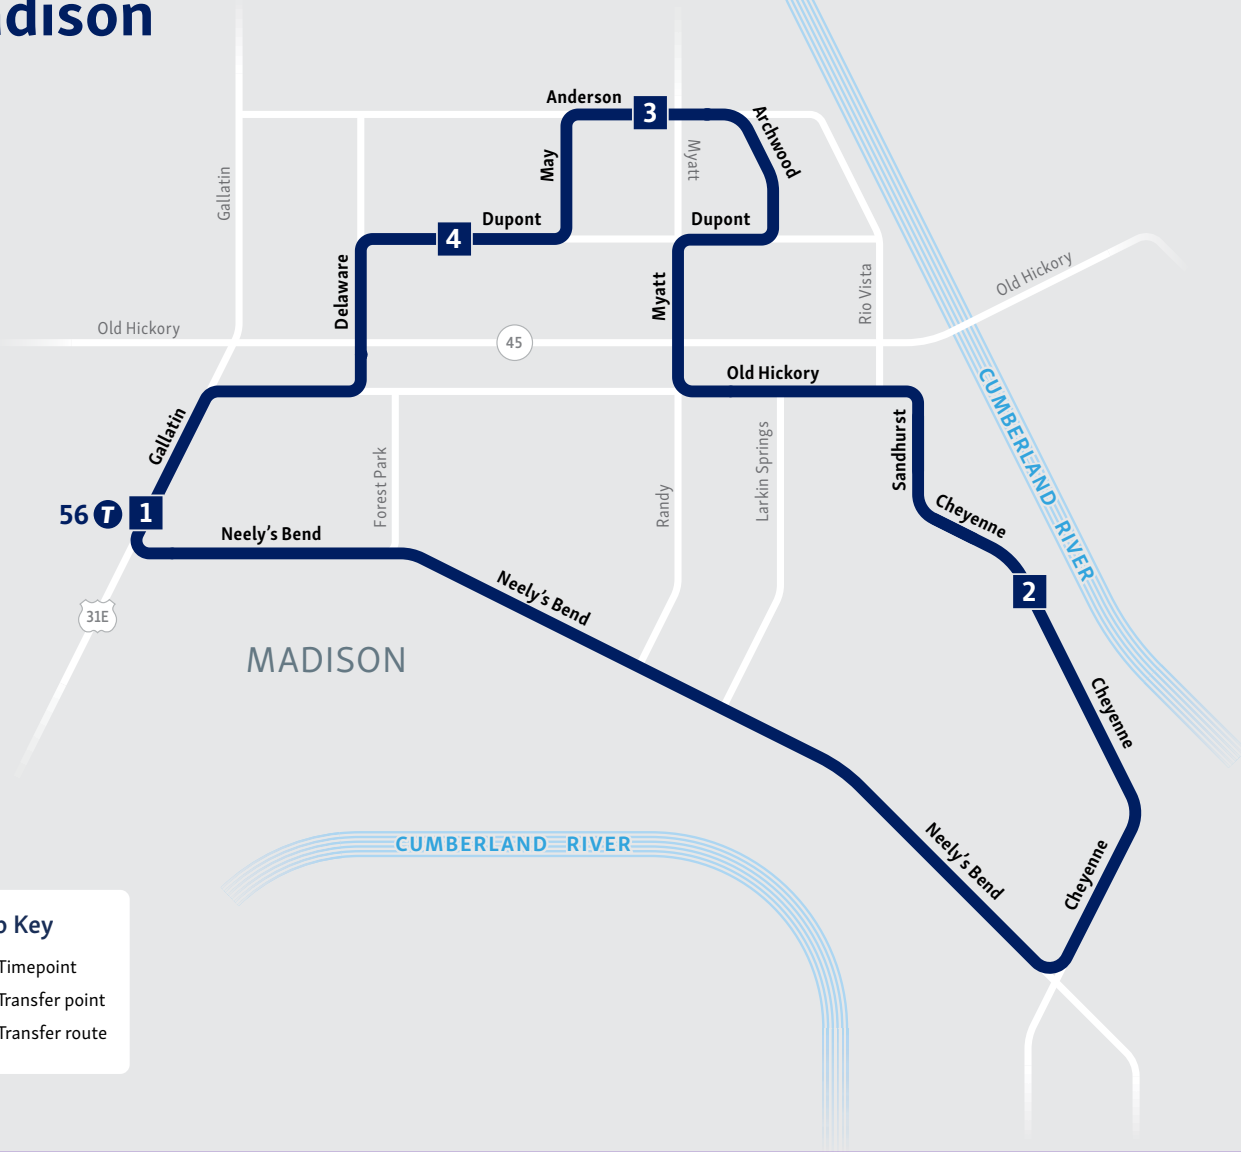 dison
Anderson
3
Archwood
Myatt
May
Gallatin
Dupont
Dupont
4
Delaware
Myatt
Rio Vista
Old Hickory
Old Hickory
45
Old Hickory
CUMBERLAND RIVER
Gallatin
Sandhurst
Forest Park
Randy
Larkin Springs
56 T 1
Neely's Bend
Cheyenne
2
Neely's Bend
31E
MADISON
Cheyenne
CUMBERLAND RIVER
Neely's Bend
Cheyenne
Key
Timepoint
Transfer point
Transfer route